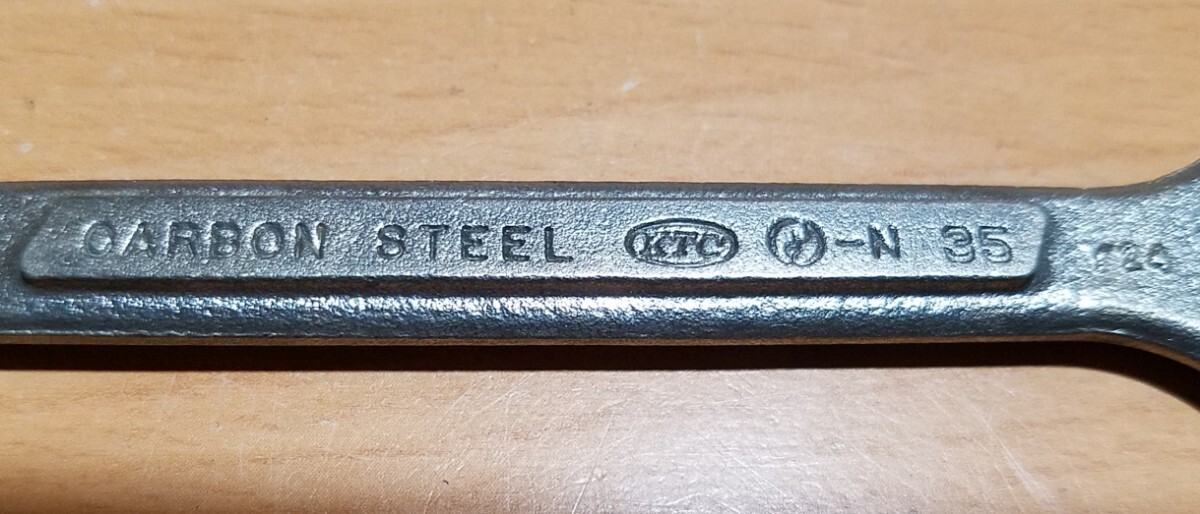 CARBON STEEL KTC -N 35